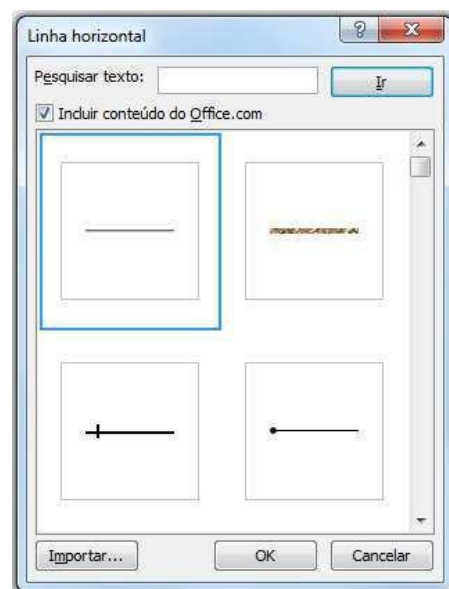 Linha horizontal
Pesquisar texto:
Ir
Incluir conteúdo do Office.com
Importar...
OK
Cancelar